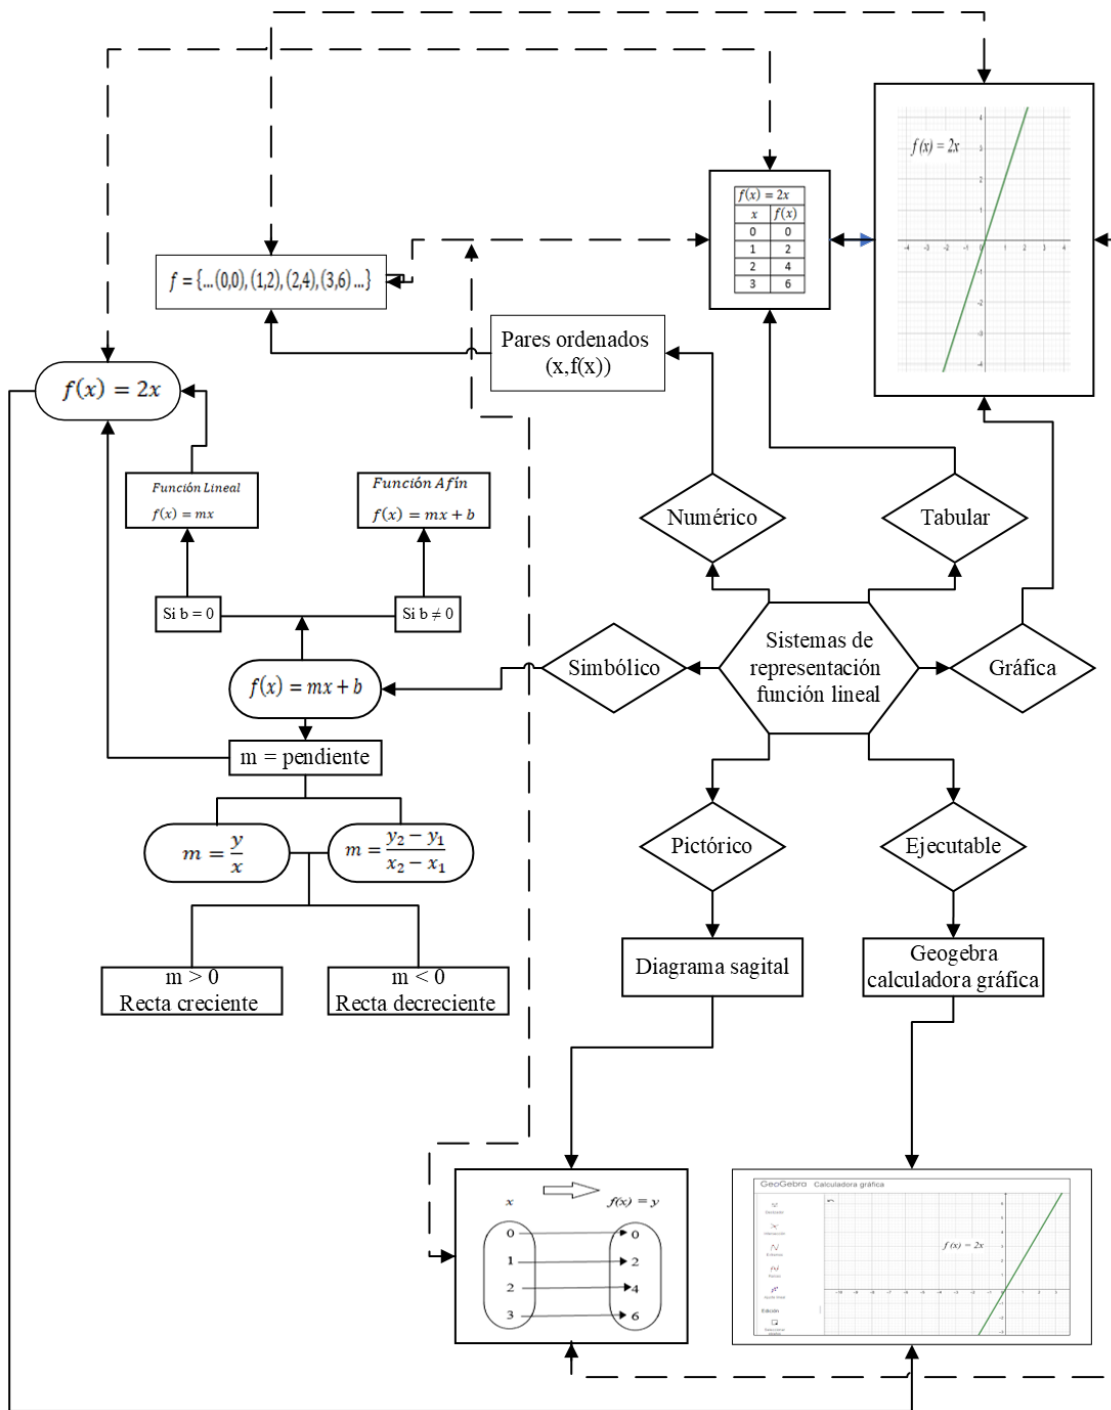 f(x) = 2x
f(x) = 2x
x f(x)
0 0
1 2
2 4
3 6
f = {...(0,0), (1,2), (2,4), (3,6) ...}
Pares ordenados
(x,f(x))
f(x) = 2x
Función Lineal
f(x) = mx
Función Afín
f(x) = mx + b
Numérico
Tabular
Si b = 0
Si b ≠ 0
Sistemas de
representación
función lineal
Simbólico
Gráfica
f(x) = mx + b
m = pendiente
m = y/x
m = (y₂ − y₁)/(x₂ − x₁)
Pictórico
Ejecutable
m > 0
Recta creciente
m < 0
Recta decreciente
Diagrama sagital
Geogebra
calculadora gráfica
x f(x) = y
0 0
1 2
2 4
3 6
GeoGebra Calculadora gráfica
f(x) = 2x
Edición